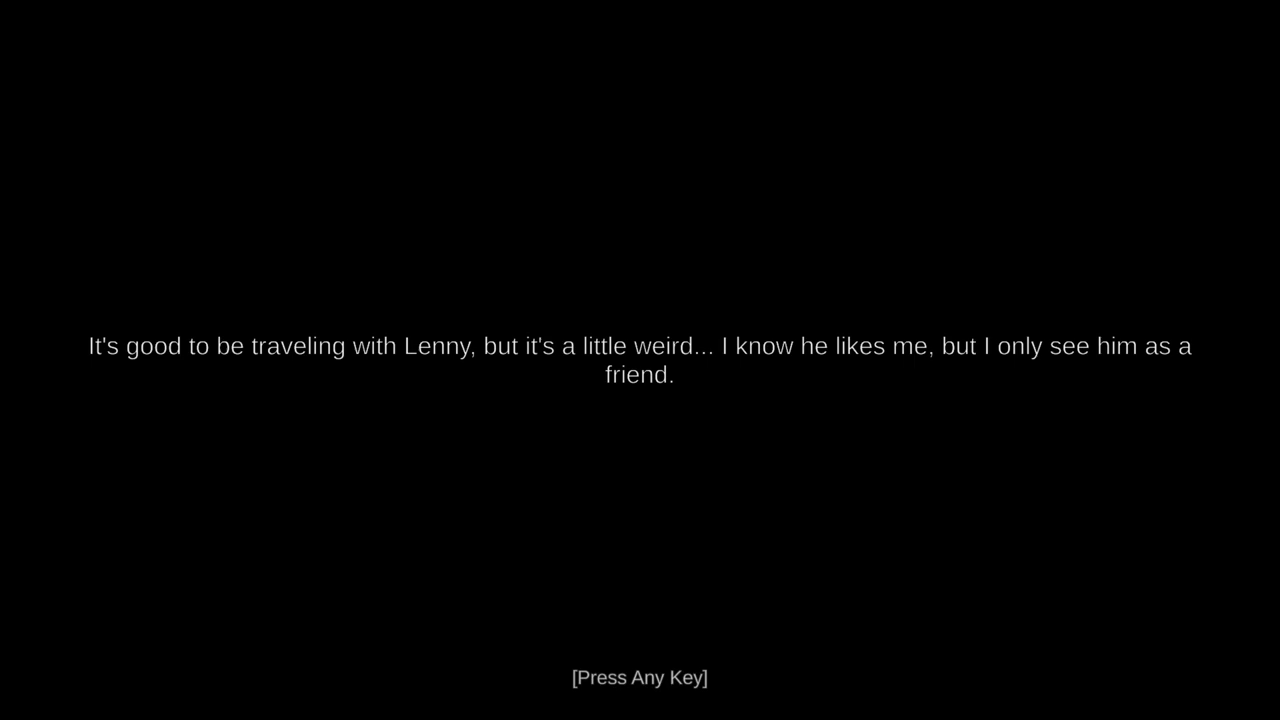 It's good to be traveling with Lenny, but it's a little weird... I know he likes me, but I only see him as a
friend.
[Press Any Key]